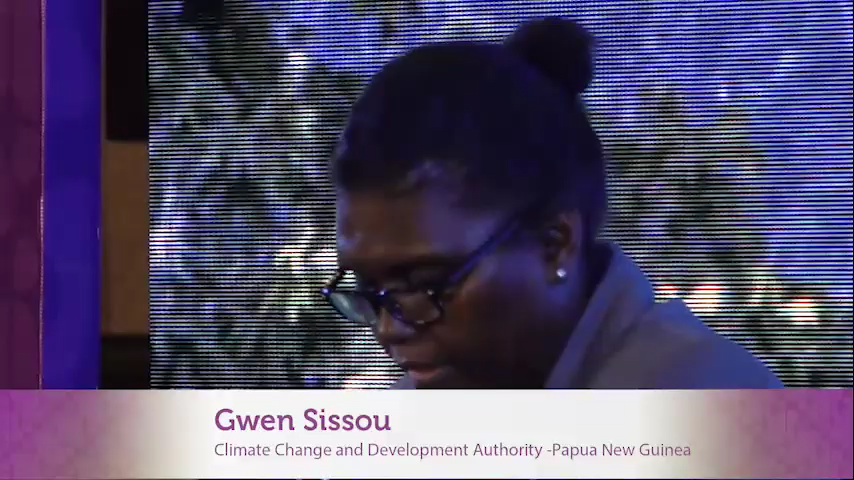 Gwen Sissou
Climate Change and Development Authority -Papua New Guinea